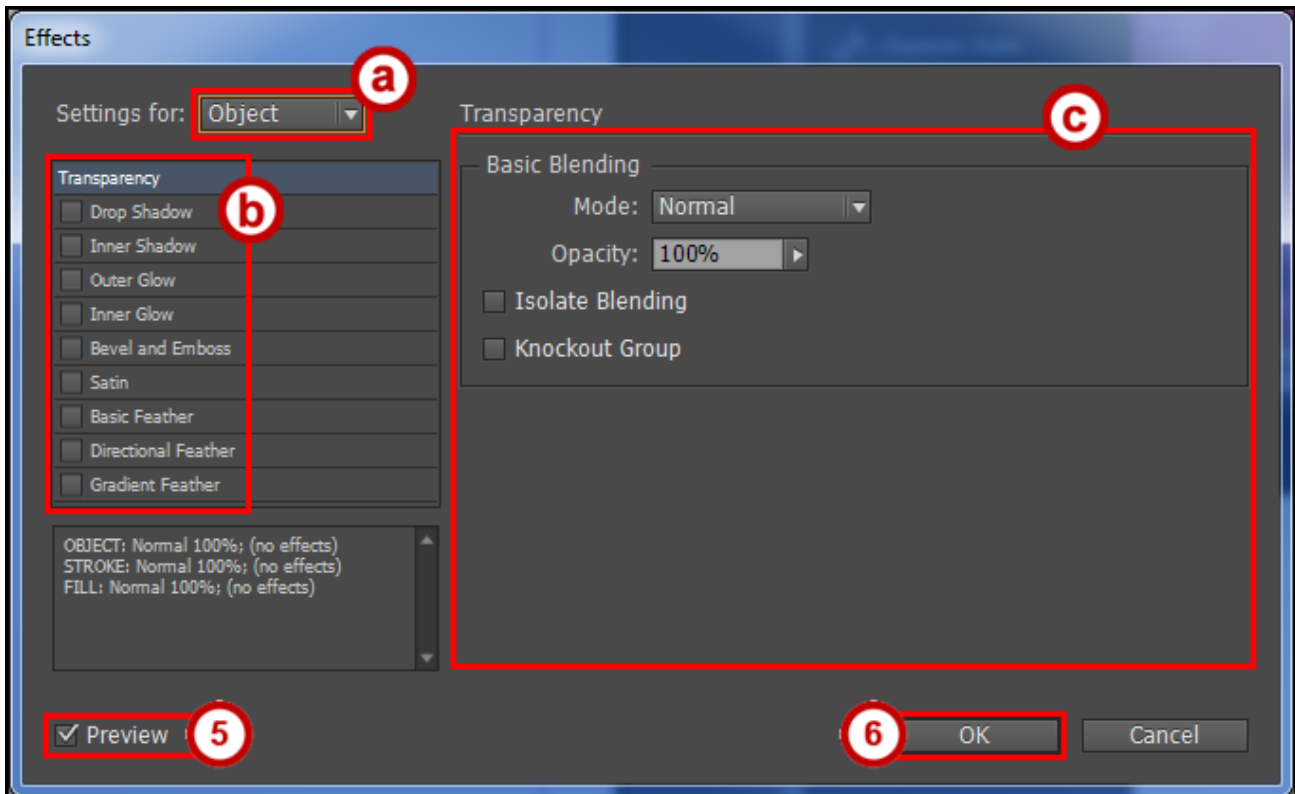 Effects
a
Settings for: Object
Transparency
c
Transparency
b
Drop Shadow
Inner Shadow
Outer Glow
Inner Glow
Bevel and Emboss
Satin
Basic Feather
Directional Feather
Gradient Feather
Basic Blending
Mode: Normal
Opacity: 100%
Isolate Blending
Knockout Group
OBJECT: Normal 100%; (no effects)
STROKE: Normal 100%; (no effects)
FILL: Normal 100%; (no effects)
Preview
5
6
OK
Cancel